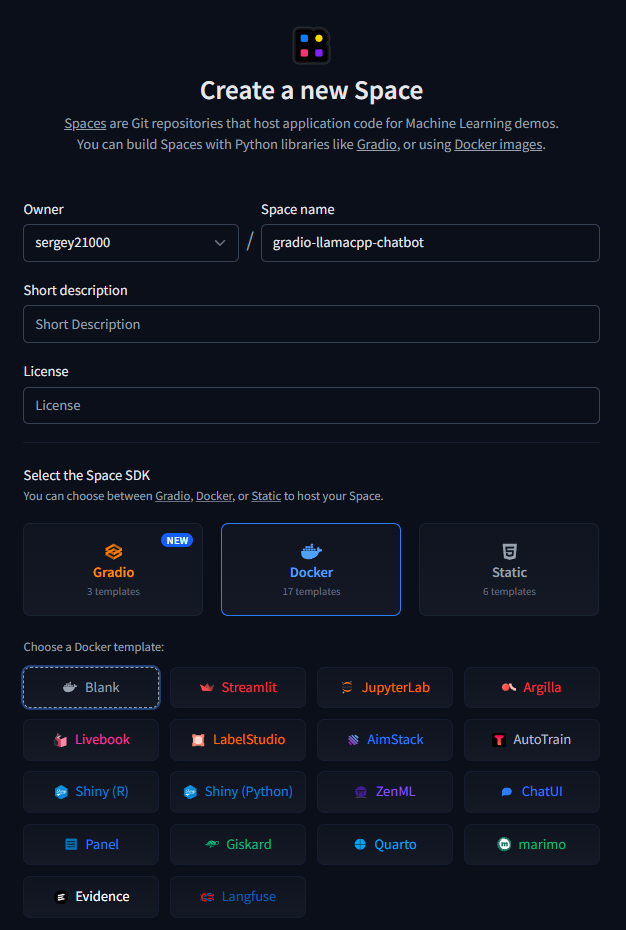 Create a new Space
Spaces are Git repositories that host application code for Machine Learning demos.
You can build Spaces with Python libraries like Gradio, or using Docker images.
Owner
Space name
sergey21000
/
gradio-llamacpp-chatbot
Short description
Short Description
License
License
Select the Space SDK
You can choose between Gradio, Docker, or Static to host your Space.
NEW
Gradio
3 templates
Docker
17 templates
Static
6 templates
Choose a Docker template:
Blank
Streamlit
JupyterLab
Argilla
Livebook
LabelStudio
AimStack
AutoTrain
Shiny (R)
Shiny (Python)
ZenML
ChatUI
Panel
Giskard
Quarto
marimo
Evidence
Langfuse